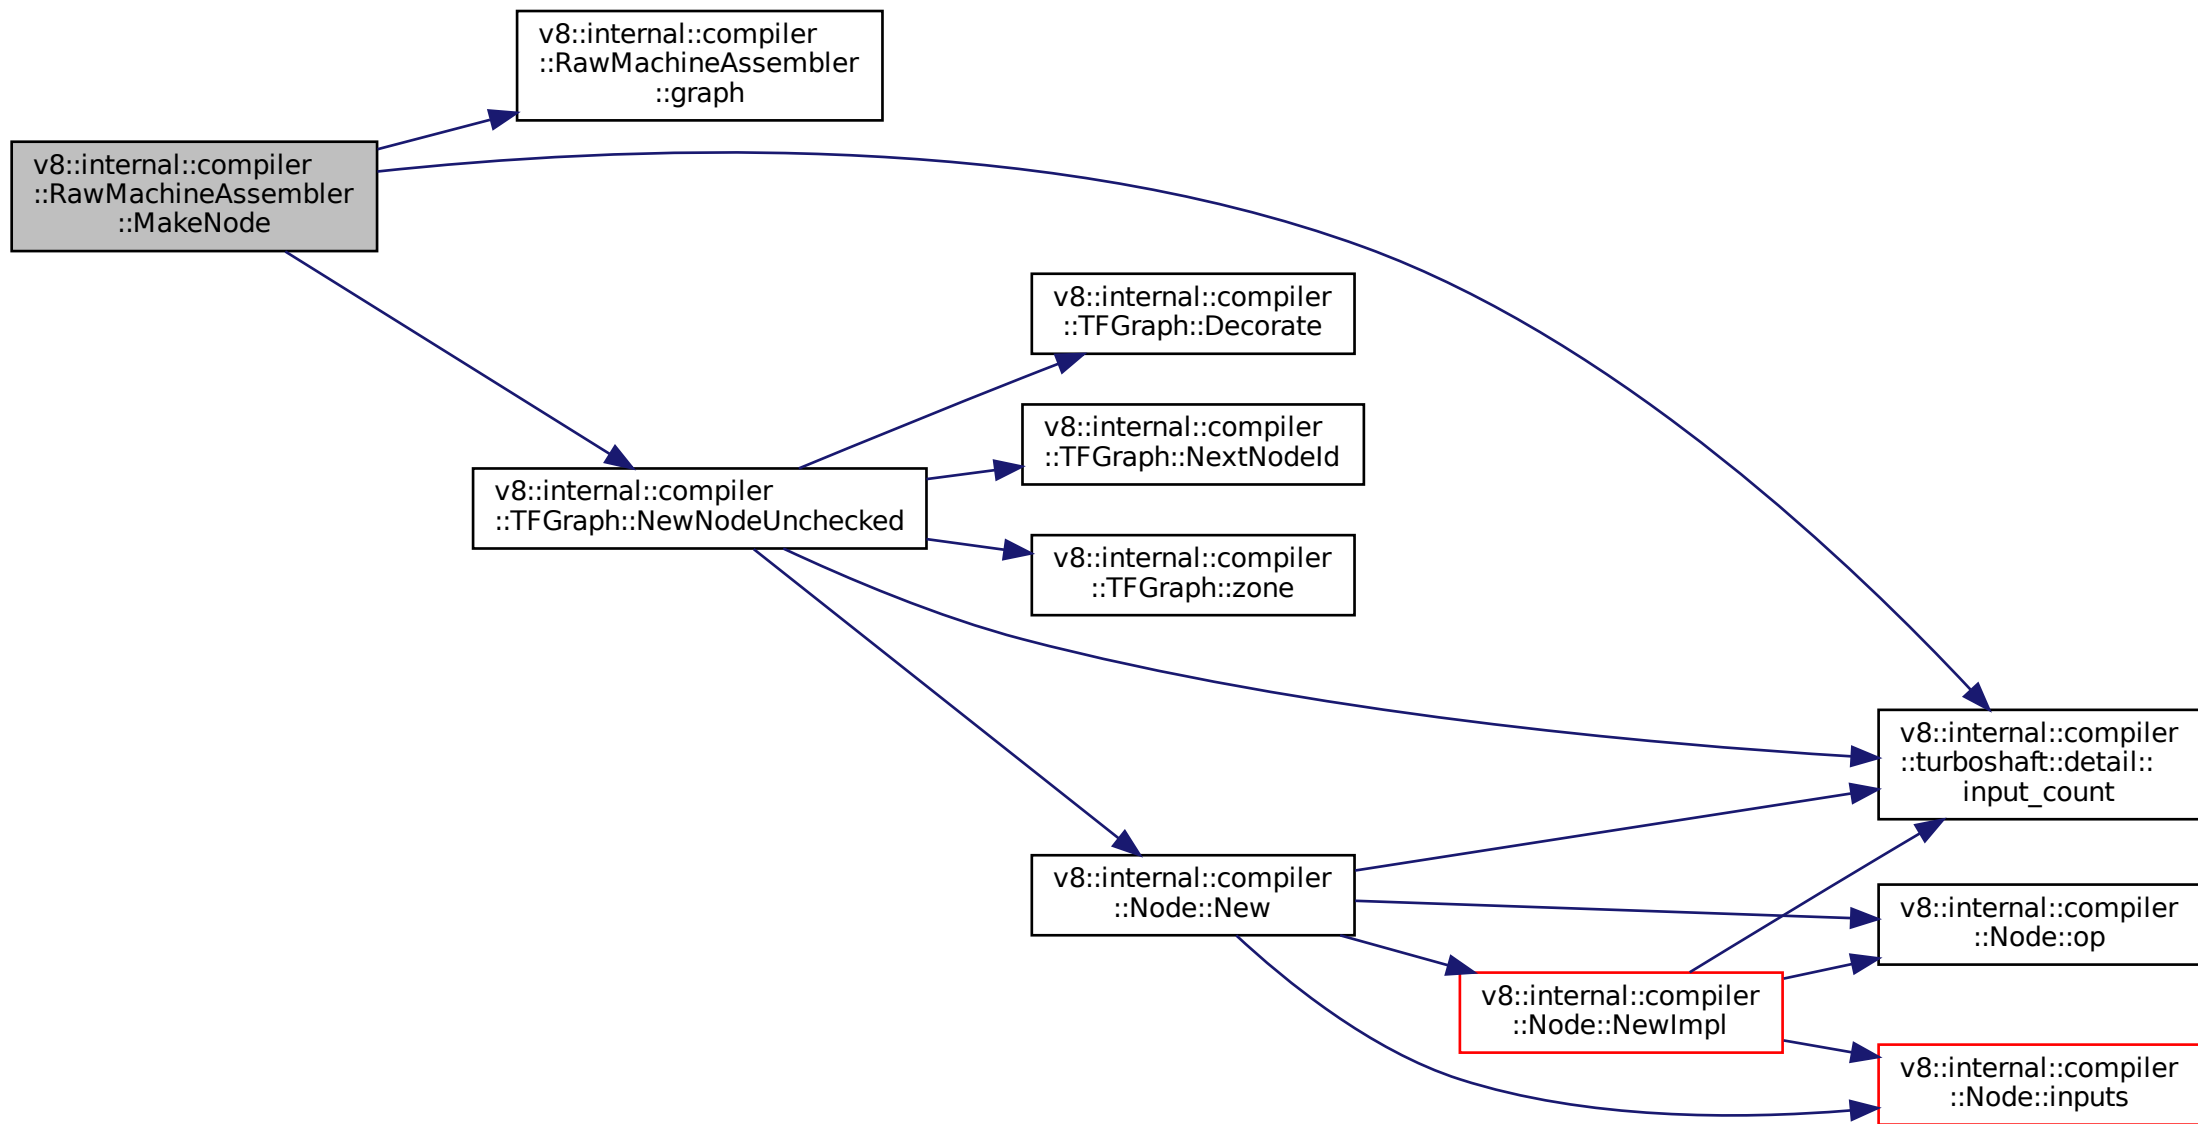 v8::internal::compiler
::RawMachineAssembler
::MakeNode
v8::internal::compiler
::RawMachineAssembler
::graph
v8::internal::compiler
::TFGraph::NewNodeUnchecked
v8::internal::compiler
::TFGraph::Decorate
v8::internal::compiler
::TFGraph::NextNodeId
v8::internal::compiler
::TFGraph::zone
v8::internal::compiler
::Node::New
v8::internal::compiler
::Node::NewImpl
v8::internal::compiler
::turboshaft::detail::
input_count
v8::internal::compiler
::Node::op
v8::internal::compiler
::Node::inputs